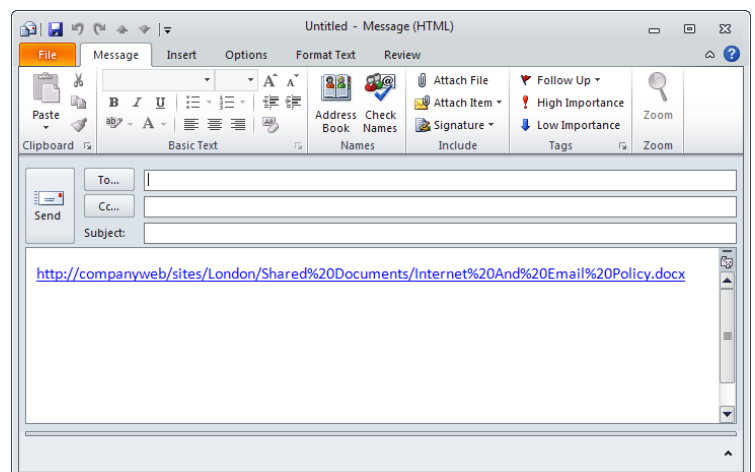 Untitled - Message (HTML)
File Message Insert Options Format Text Review
Paste
Clipboard
B I U
A A
ab A
Basic Text
Address Book
Check Names
Names
Attach File
Attach Item
Signature
Include
Follow Up
High Importance
Low Importance
Tags
Zoom
Zoom
Send
To...
Cc...
Subject:
http://companyweb/sites/London/Shared%20Documents/Internet%20And%20Email%20Policy.docx